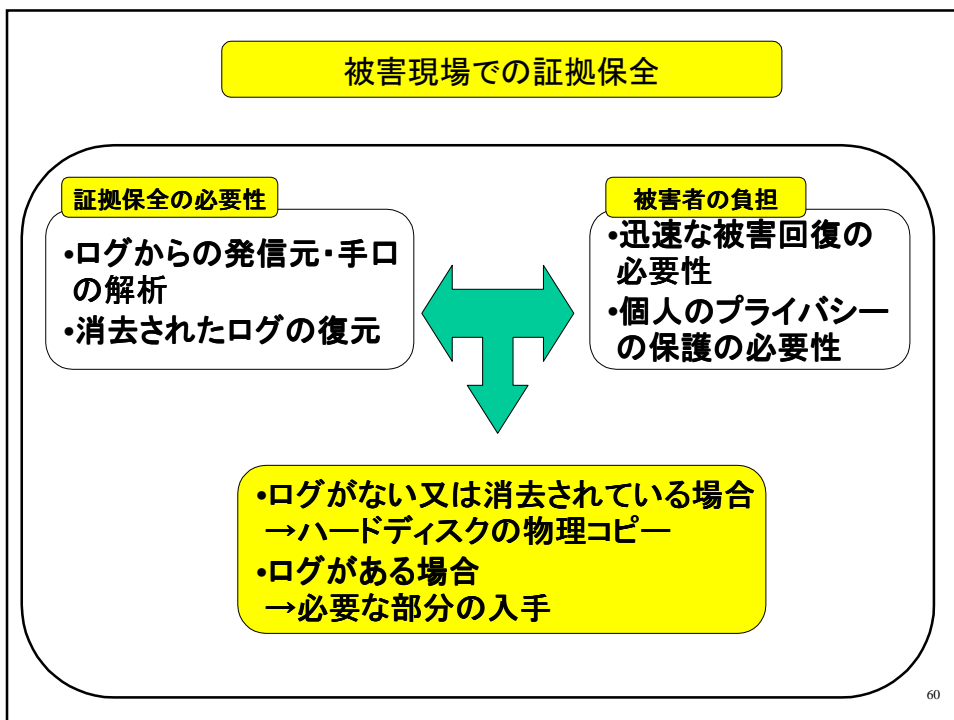 被害現場での証拠保全
証拠保全の必要性
•ログからの発信元・手口
の解析
•消去されたログの復元
被害者の負担
•迅速な被害回復の
必要性
•個人のプライバシー
の保護の必要性
•ログがない又は消去されている場合
→ハードディスクの物理コピー
•ログがある場合
→必要な部分の入手
60